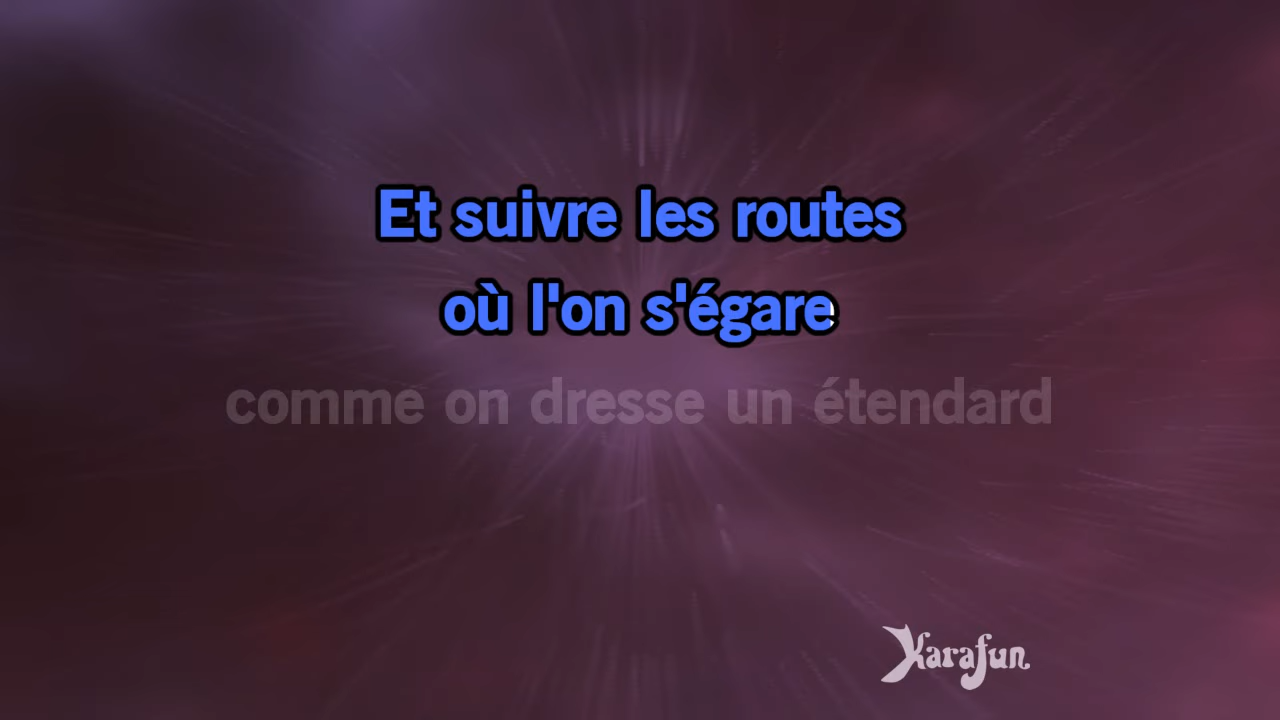 Et suivre les routes
où l'on s'égare
comme on dresse un étendard
Karafun